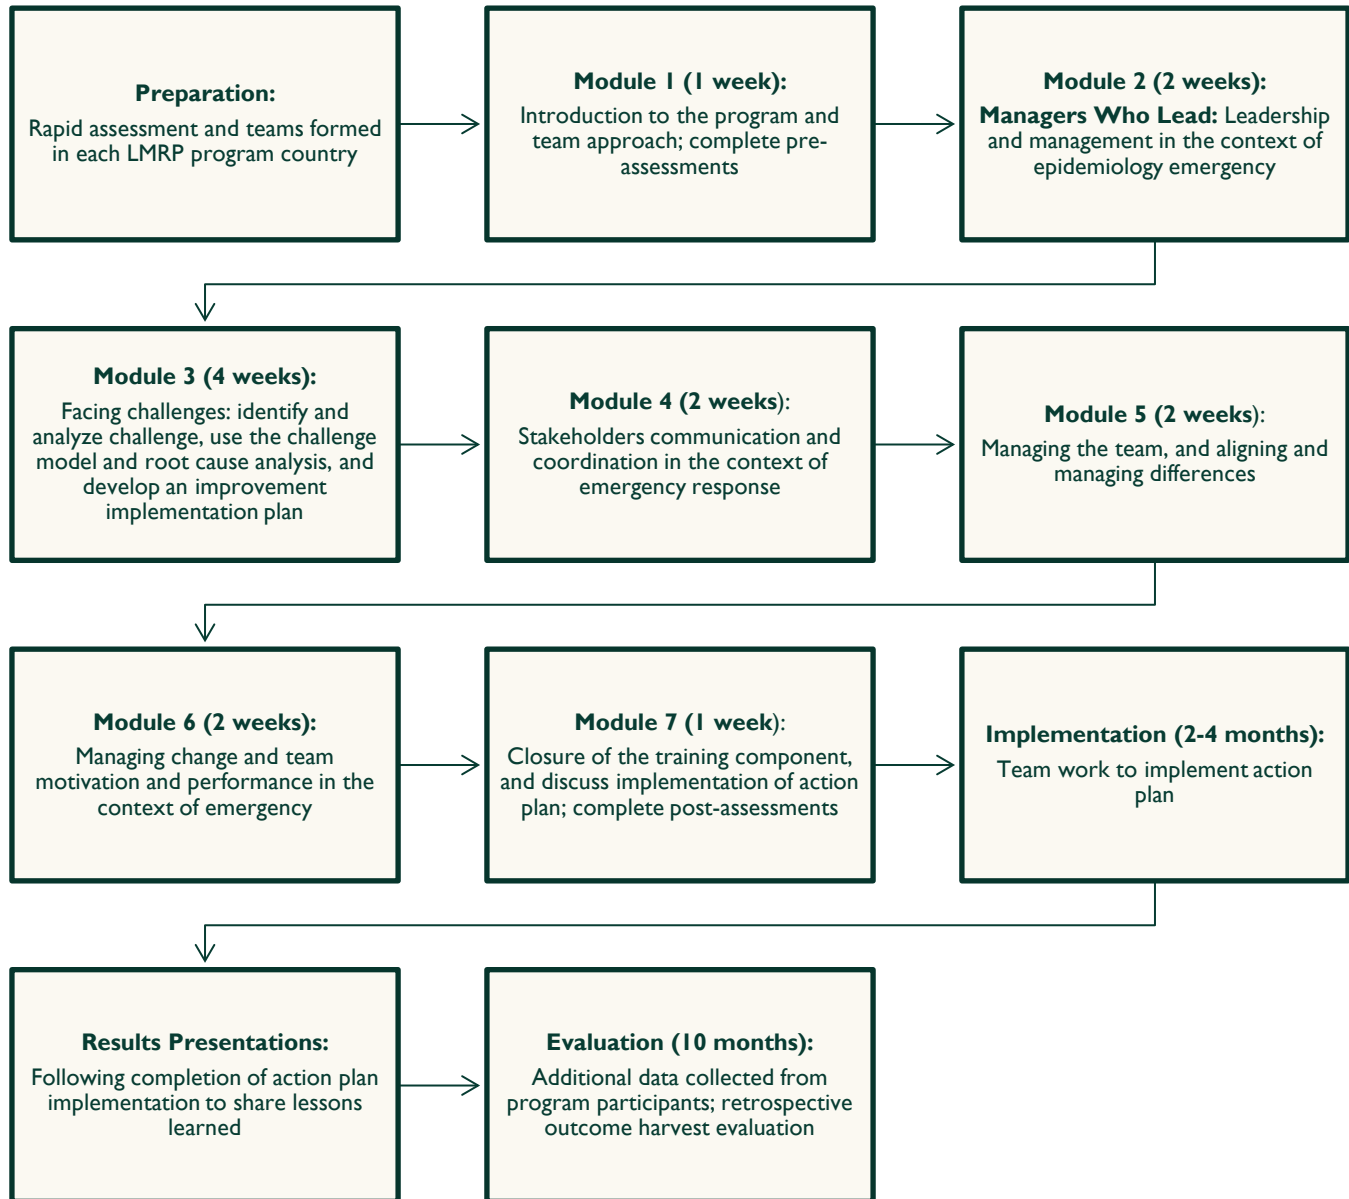 Preparation:
Rapid assessment and teams formed
in each LMRP program country
Module 1 (1 week):
Introduction to the program and
team approach; complete pre-
assessments
Module 2 (2 weeks):
Managers Who Lead: Leadership
and management in the context of
epidemiology emergency
Module 3 (4 weeks):
Facing challenges: identify and
analyze challenge, use the challenge
model and root cause analysis, and
develop an improvement
implementation plan
Module 4 (2 weeks):
Stakeholders communication and
coordination in the context of
emergency response
Module 5 (2 weeks):
Managing the team, and aligning and
managing differences
Module 6 (2 weeks):
Managing change and team
motivation and performance in the
context of emergency
Module 7 (1 week):
Closure of the training component,
and discuss implementation of action
plan; complete post-assessments
Implementation (2-4 months):
Team work to implement action
plan
Results Presentations:
Following completion of action plan
implementation to share lessons
learned
Evaluation (10 months):
Additional data collected from
program participants; retrospective
outcome harvest evaluation